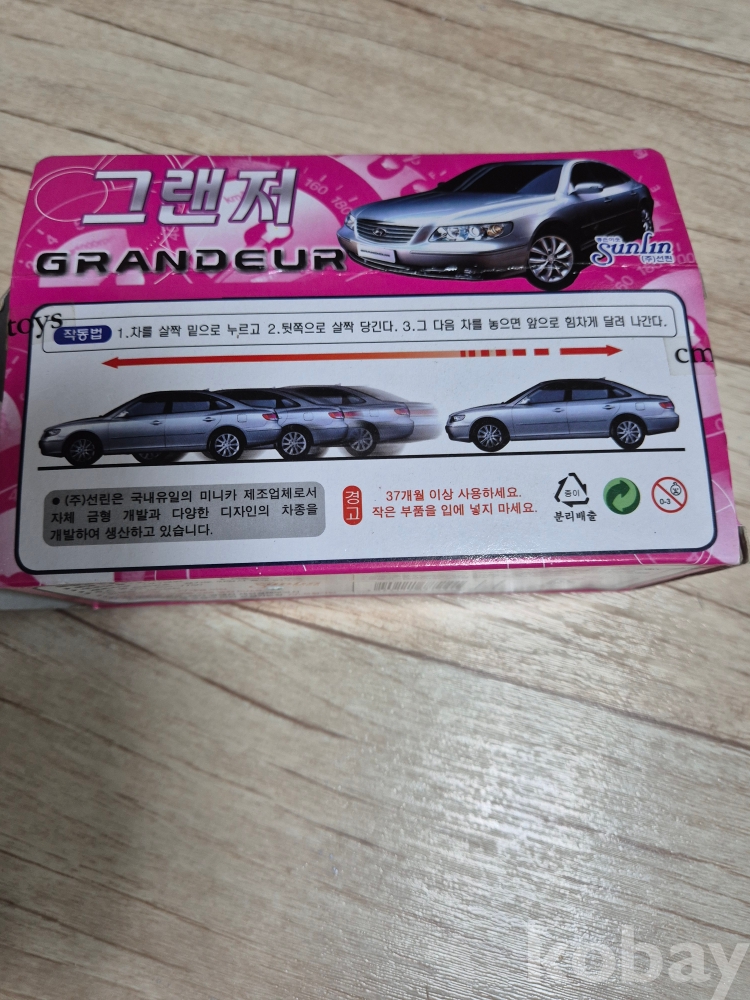 그랜저
GRANDEUR
Sunlin
(주)선린
toys
작동법 1.차를 살짝 밑으로 누르고 2.뒷쪽으로 살짝 당긴다. 3.그 다음 차를 놓으면 앞으로 힘차게 달려 나간다.
cm
● (주)선린은 국내유일의 미니카 제조업체로서
자체 금형 개발과 다양한 디자인의 차종을
개발하여 생산하고 있습니다.
경고
37개월 이상 사용하세요.
작은 부품을 입에 넣지 마세요.
종이
분리배출
0-3
160
180
kobay